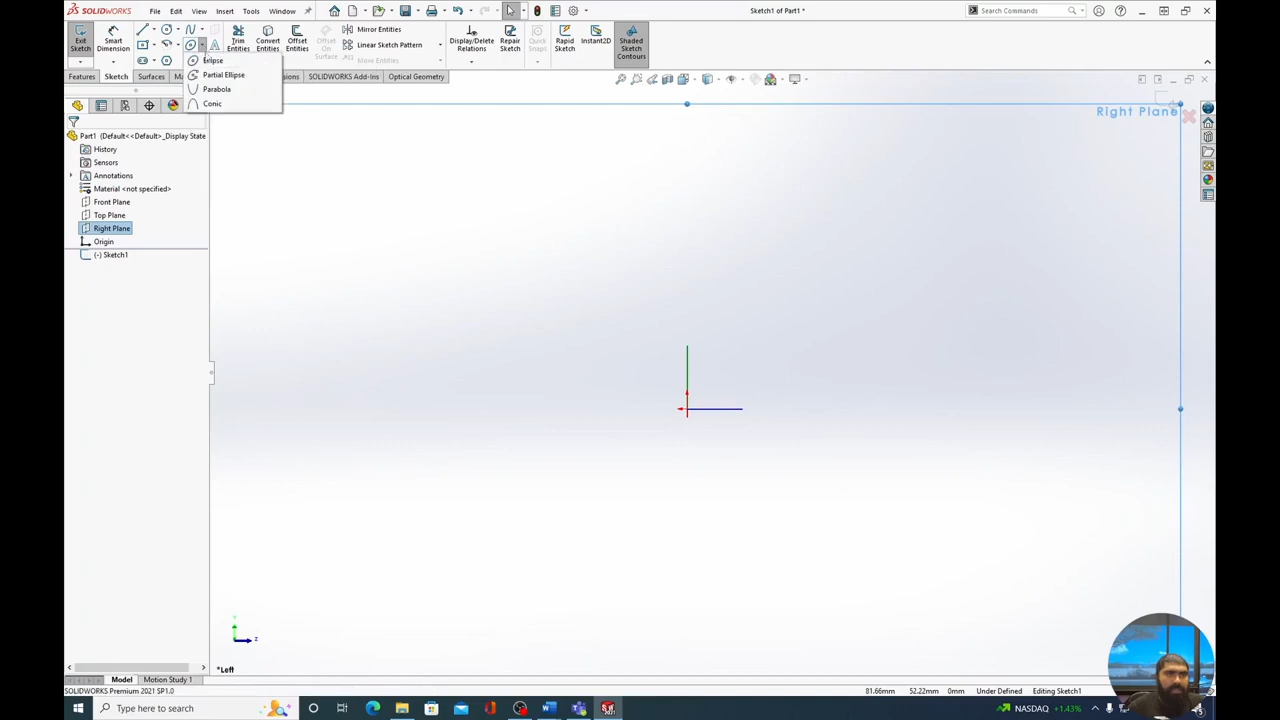 SOLIDWORKS File Edit View Insert Tools Window Sketch1 of Part1 * Search Commands
Exit Sketch
Smart Dimension
Trim Entities
Convert Entities
Offset Entities
Offset On Surface
Mirror Entities
Linear Sketch Pattern
Move Entities
Display/Delete Relations
Repair Sketch
Quick Snaps
Rapid Sketch
Instant2D
Shaded Sketch Contours
Ellipse
Partial Ellipse
Parabola
Conic
Features Sketch Surfaces SOLIDWORKS Add-Ins Optical Geometry
Right Plane
Part1 (Default<<Default>_Display State
History
Sensors
Annotations
Material <not specified>
Front Plane
Top Plane
Right Plane
Origin
(-) Sketch1
Y
Z
*Left
Model Motion Study 1
SOLIDWORKS Premium 2021 SP1.0 81.66mm 52.22mm 0mm Under Defined Editing Sketch1
Type here to search NASDAQ +1.43%